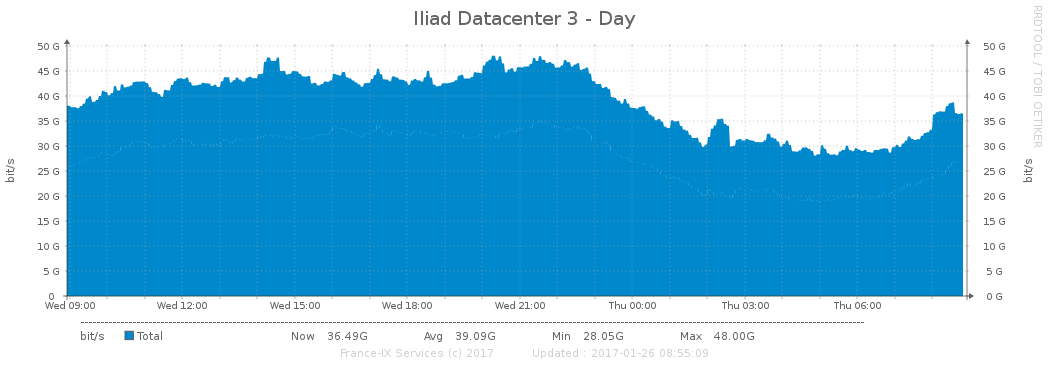 Iliad Datacenter 3 - Day
RRDTOOL / TOBI OETIKER
50 G 50 G
45 G 45 G
40 G 40 G
35 G 35 G
30 G 30 G
25 G 25 G
20 G 20 G
15 G 15 G
10 G 10 G
5 G 5 G
0 0 G
bit/s bit/s
Wed 09:00 Wed 12:00 Wed 15:00 Wed 18:00 Wed 21:00 Thu 00:00 Thu 03:00 Thu 06:00
bit/s Total Now 36.49G Avg 39.09G Min 28.05G Max 48.00G
France-IX Services (c) 2017 Updated : 2017-01-26 08:55:09